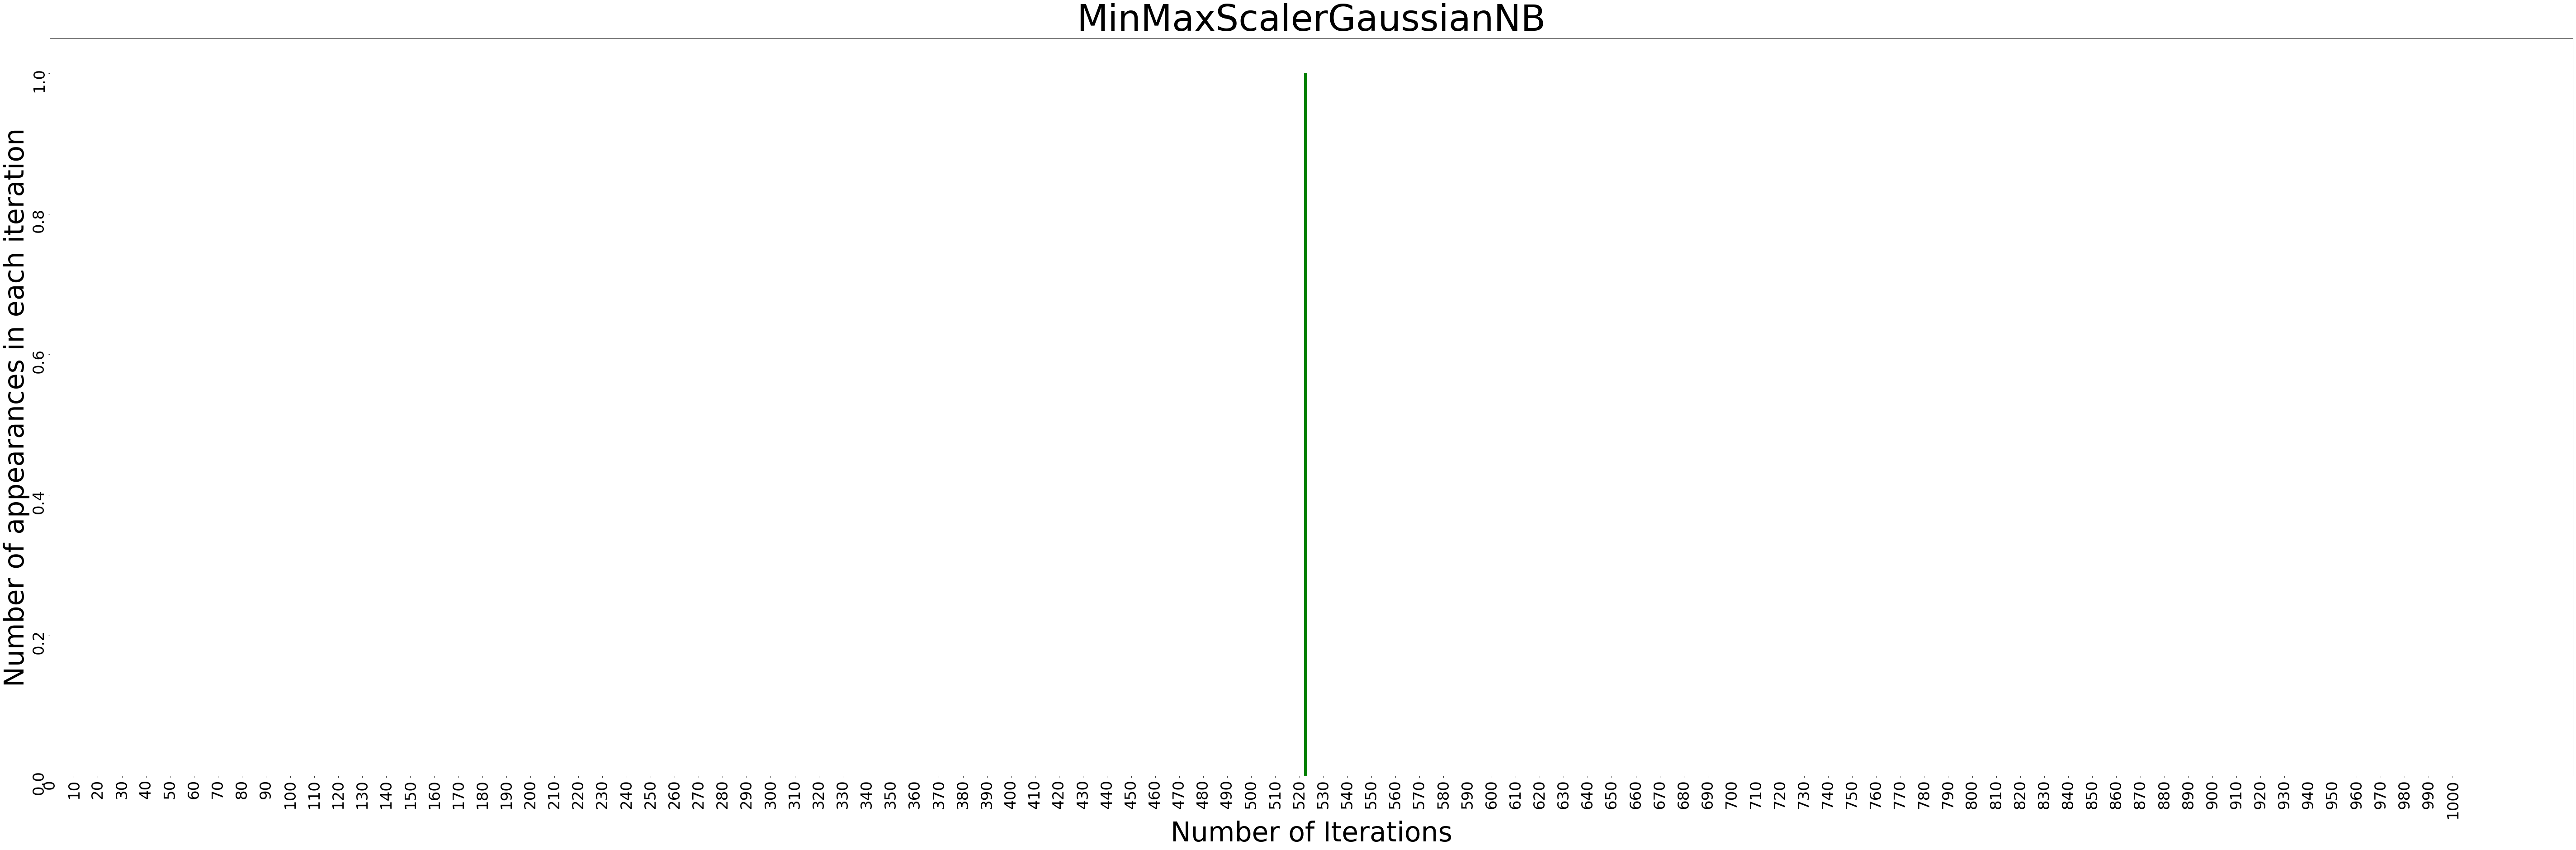 MinMaxScalerGaussianNB
Number of appearances in each iteration
1.0
0.8
0.6
0.4
0.2
0.0
0 10 20 30 40 50 60 70 80 90 100 110 120 130 140 150 160 170 180 190 200 210 220 230 240 250 260 270 280 290 300 310 320 330 340 350 360 370 380 390 400 410 420 430 440 450 460 470 480 490 500 510 520 530 540 550 560 570 580 590 600 610 620 630 640 650 660 670 680 690 700 710 720 730 740 750 760 770 780 790 800 810 820 830 840 850 860 870 880 890 900 910 920 930 940 950 960 970 980 990 1000
Number of Iterations